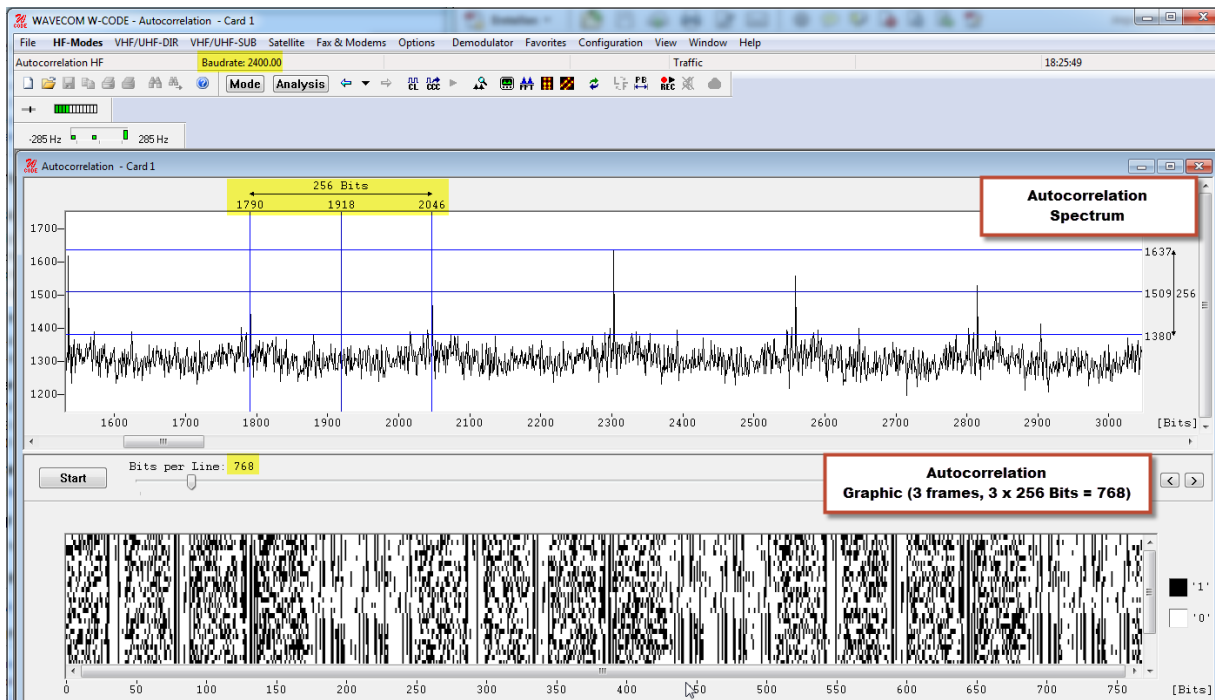 WAVECOM W-CODE - Autocorrelation - Card 1
File HF-Modes VHF/UHF-DIR VHF/UHF-SUB Satellite Fax & Modems Options Demodulator Favorites Configuration View Window Help
Autocorrelation HF Baudrate: 2400.00 Traffic 18:25:49
Mode Analysis CL CCC L F PB REC
-285 Hz 285 Hz
CODE Autocorrelation - Card 1
256 Bits
1790 1918 2046
Autocorrelation
Spectrum
1700
1600
1500
1400
1300
1200
1637
1509 256
1380
1600 1700 1800 1900 2000 2100 2200 2300 2400 2500 2600 2700 2800 2900 3000 [Bits]
Start
Bits per Line: 768
Autocorrelation
Graphic (3 frames, 3 x 256 Bits = 768)
< >
'1'
'0'
0 50 100 150 200 250 300 350 400 450 500 550 600 650 700 750 [Bits]